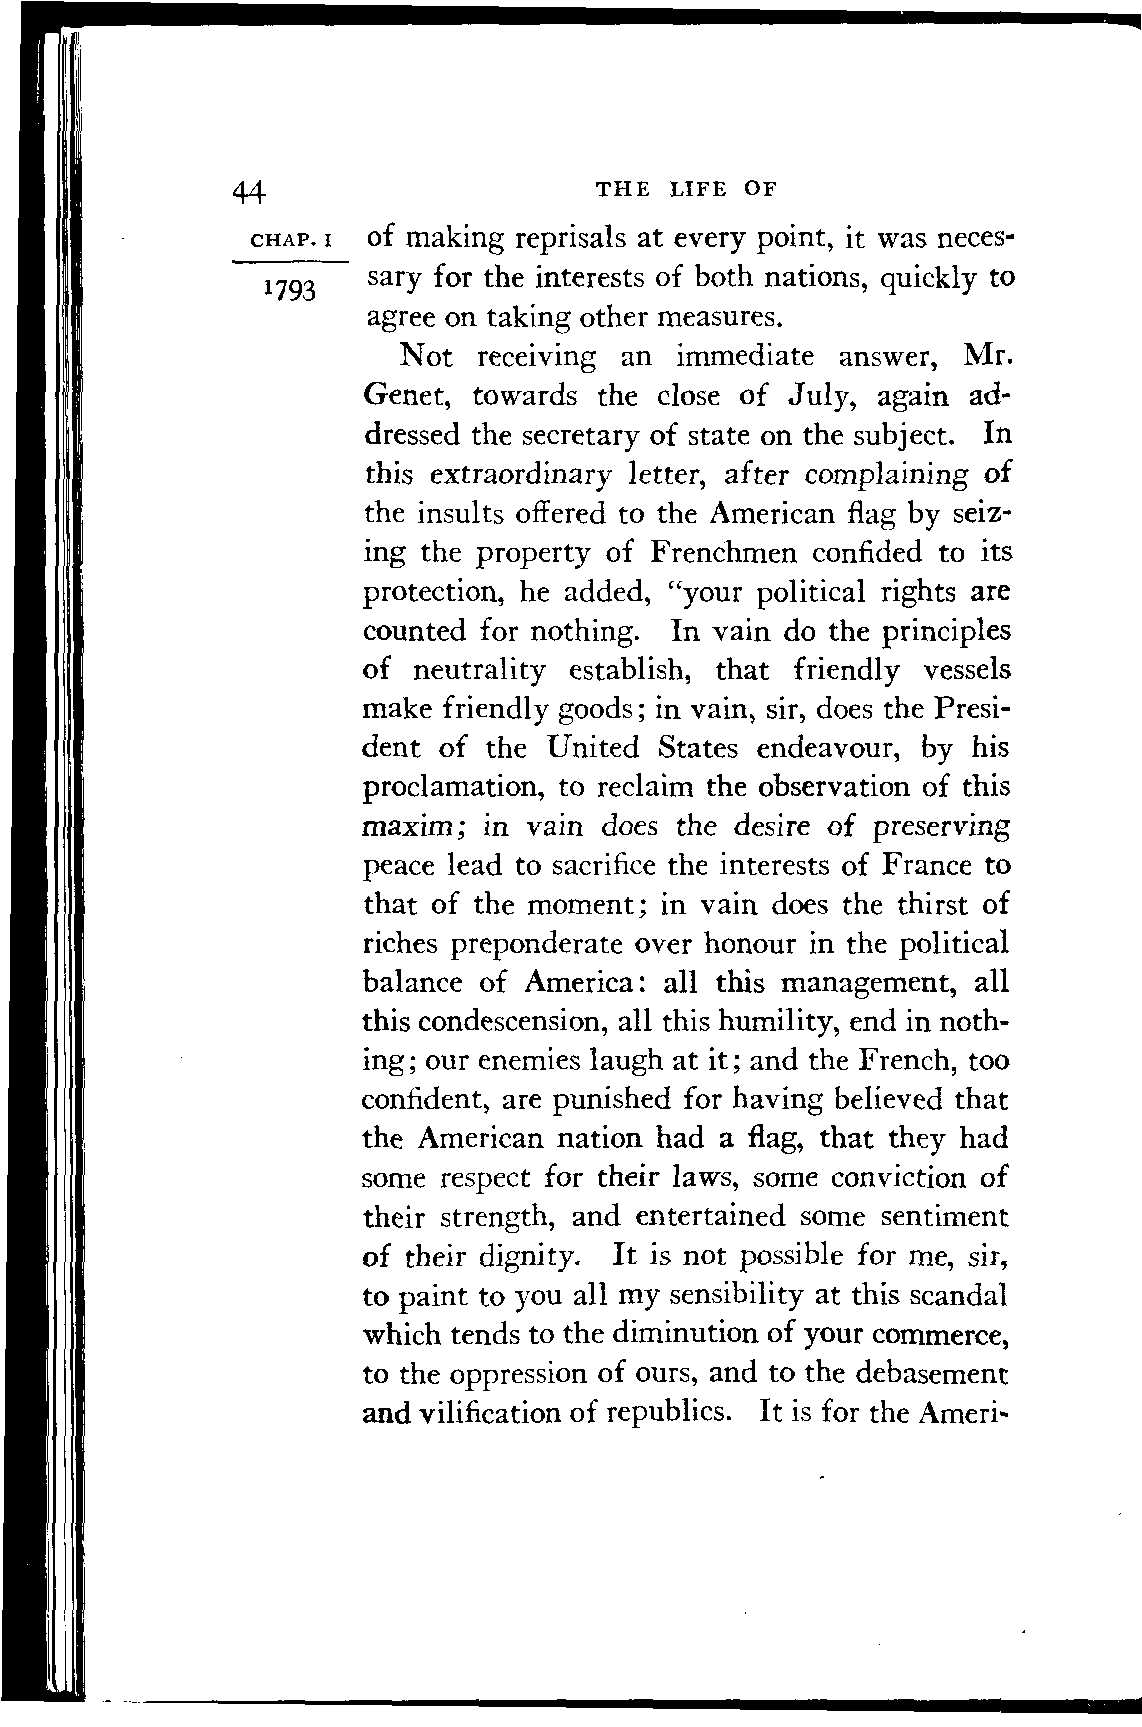 44 THE LIFE OF
CHAP. I of making reprisals at every point, it was neces-
1793 sary for the interests of both nations, quickly to
agree on taking other measures.
Not receiving an immediate answer, Mr.
Genet, towards the close of July, again ad-
dressed the secretary of state on the subject. In
this extraordinary letter, after complaining of
the insults offered to the American flag by seiz-
ing the property of Frenchmen confided to its
protection, he added, “your political rights are
counted for nothing. In vain do the principles
of neutrality establish, that friendly vessels
make friendly goods; in vain, sir, does the Presi-
dent of the United States endeavour, by his
proclamation, to reclaim the observation of this
maxim; in vain does the desire of preserving
peace lead to sacrifice the interests of France to
that of the moment; in vain does the thirst of
riches preponderate over honour in the political
balance of America: all this management, all
this condescension, all this humility, end in noth-
ing; our enemies laugh at it; and the French, too
confident, are punished for having believed that
the American nation had a flag, that they had
some respect for their laws, some conviction of
their strength, and entertained some sentiment
of their dignity. It is not possible for me, sir,
to paint to you all my sensibility at this scandal
which tends to the diminution of your commerce,
to the oppression of ours, and to the debasement
and vilification of republics. It is for the Ameri-